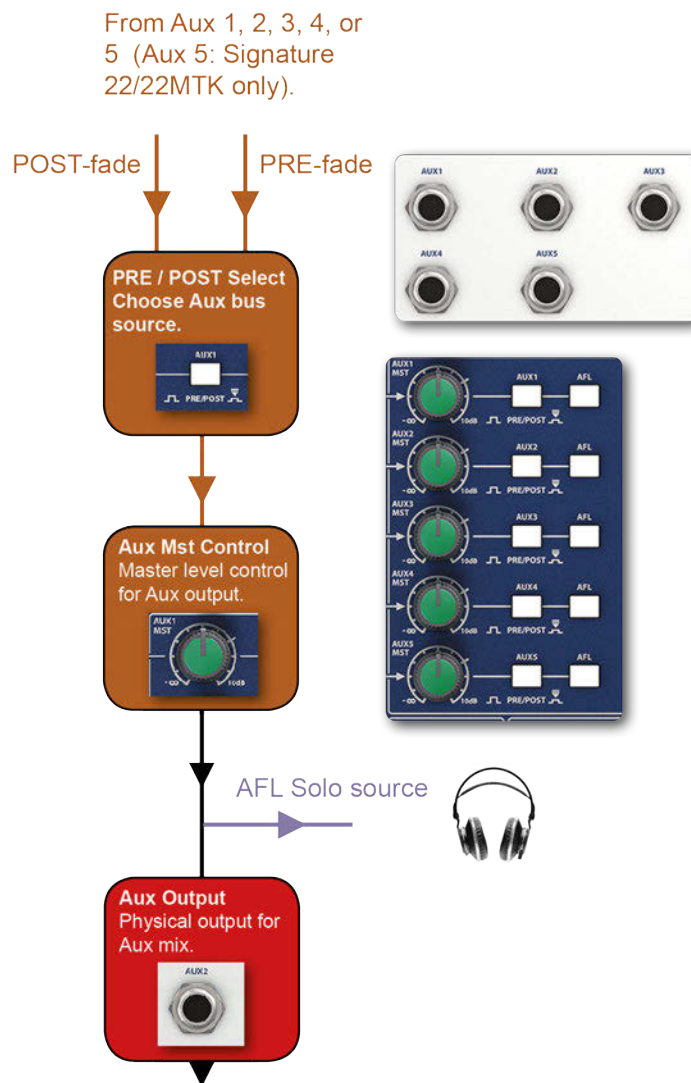 From Aux 1, 2, 3, 4, or
5 (Aux 5: Signature
22/22MTK only).
POST-fade
PRE-fade
PRE / POST Select
Choose Aux bus
source.
AUX1
PRE/POST
Aux Mst Control
Master level control
for Aux output.
AUX1
MST
-∞ 10dB
AFL Solo source
Aux Output
Physical output for
Aux mix.
AUX2
AUX1 AUX2 AUX3
AUX4 AUX5
AUX1
MST
AUX1 AFL
-∞ 10dB PRE/POST
AUX2
MST
AUX2 AFL
-∞ 10dB PRE/POST
AUX3
MST
AUX3 AFL
-∞ 10dB PRE/POST
AUX4
MST
AUX4 AFL
-∞ 10dB PRE/POST
AUX5
MST
AUX5 AFL
-∞ 10dB PRE/POST